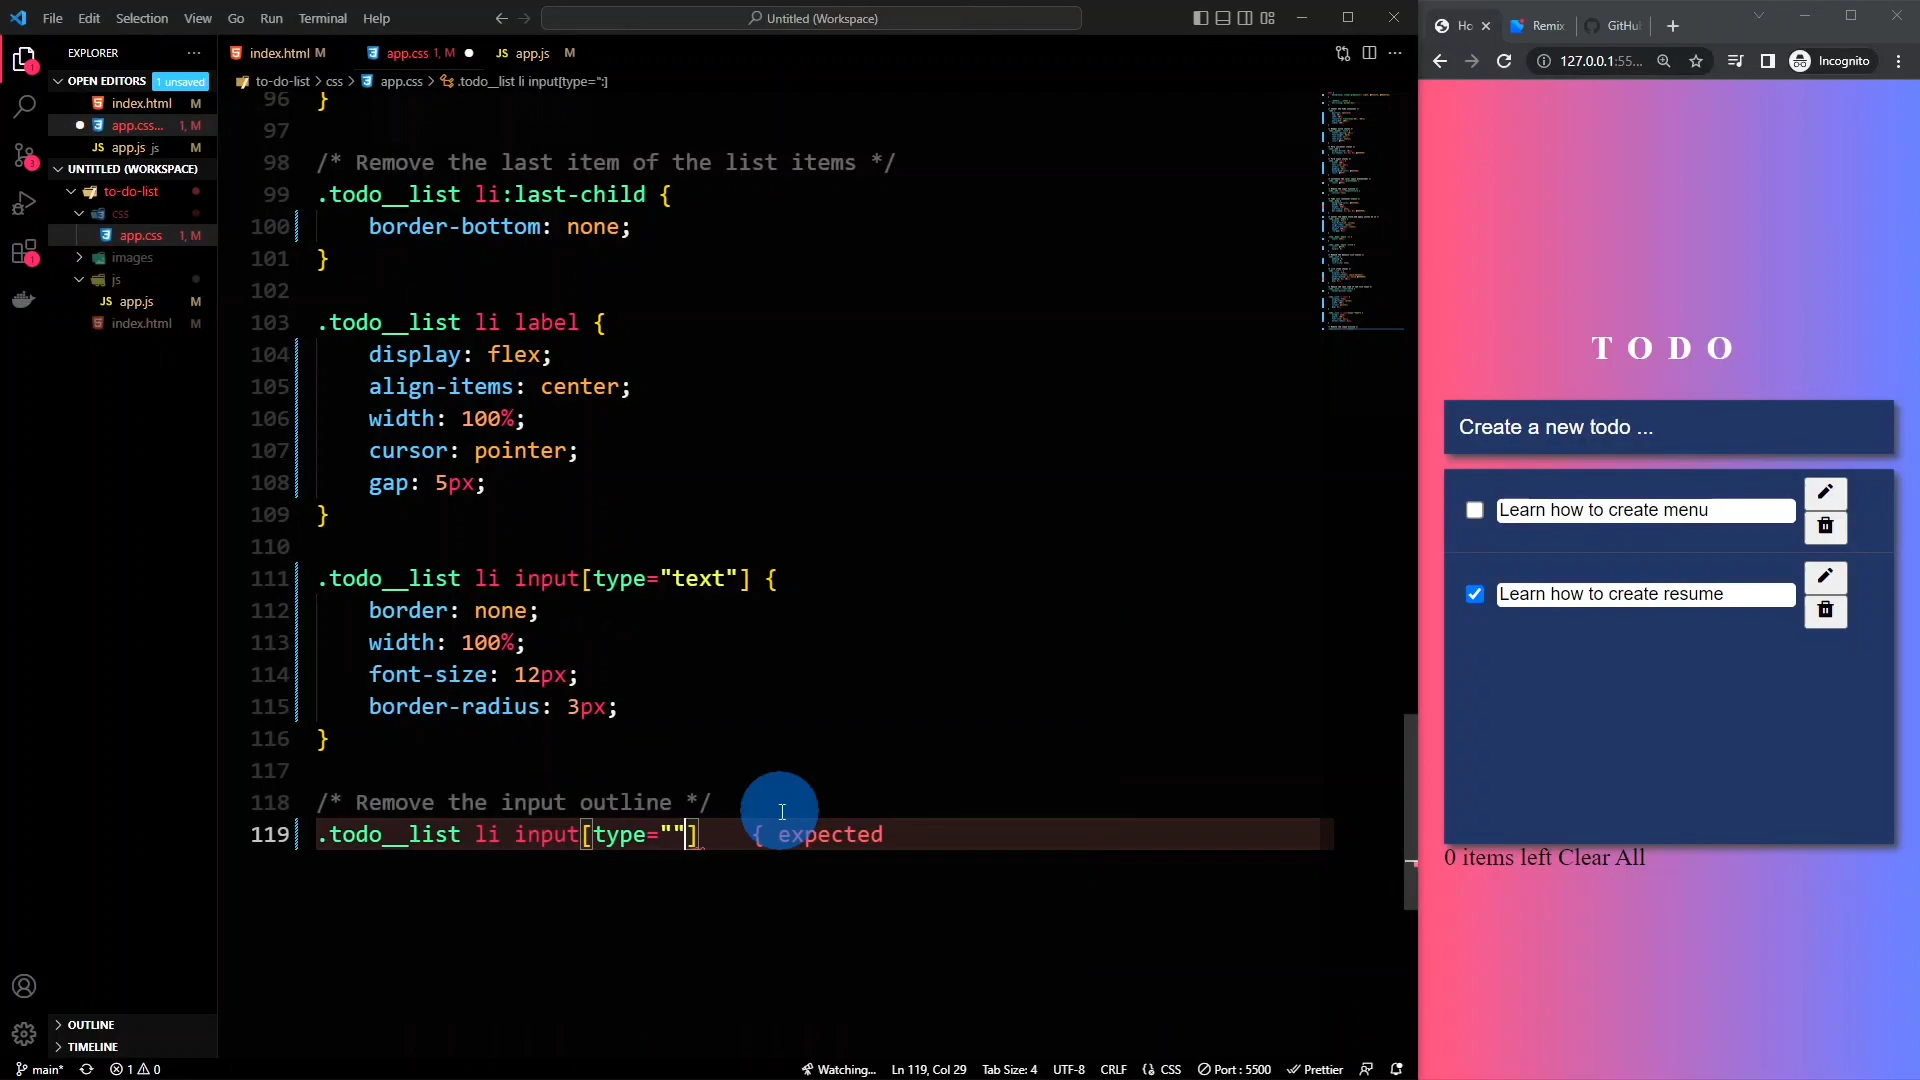 File Edit Selection View Go Run Terminal Help
Untitled (Workspace)
EXPLORER
OPEN EDITORS 1 unsaved
index.html M
app.css... 1, M
JS app.js js M
UNTITLED (WORKSPACE)
to-do-list
css
app.css 1, M
images
js
JS app.js M
index.html M
OUTLINE
TIMELINE
index.html M
app.css 1, M
JS app.js M
to-do-list > css > app.css > .todo__list li input[type=":]
96 }
97
98 /* Remove the last item of the list items */
99 .todo__list li:last-child {
100 border-bottom: none;
101 }
102
103 .todo__list li label {
104 display: flex;
105 align-items: center;
106 width: 100%;
107 cursor: pointer;
108 gap: 5px;
109 }
110
111 .todo__list li input[type="text"] {
112 border: none;
113 width: 100%;
114 font-size: 12px;
115 border-radius: 3px;
116 }
117
118 /* Remove the input outline */
119 .todo__list li input[type=""] { expected
main* 1 0 Watching... Ln 119, Col 29 Tab Size: 4 UTF-8 CRLF CSS Port : 5500 Prettier
Ho Remix GitHu
127.0.0.1:55... Incognito
TODO
Create a new todo ...
Learn how to create menu
Learn how to create resume
0 items left Clear All